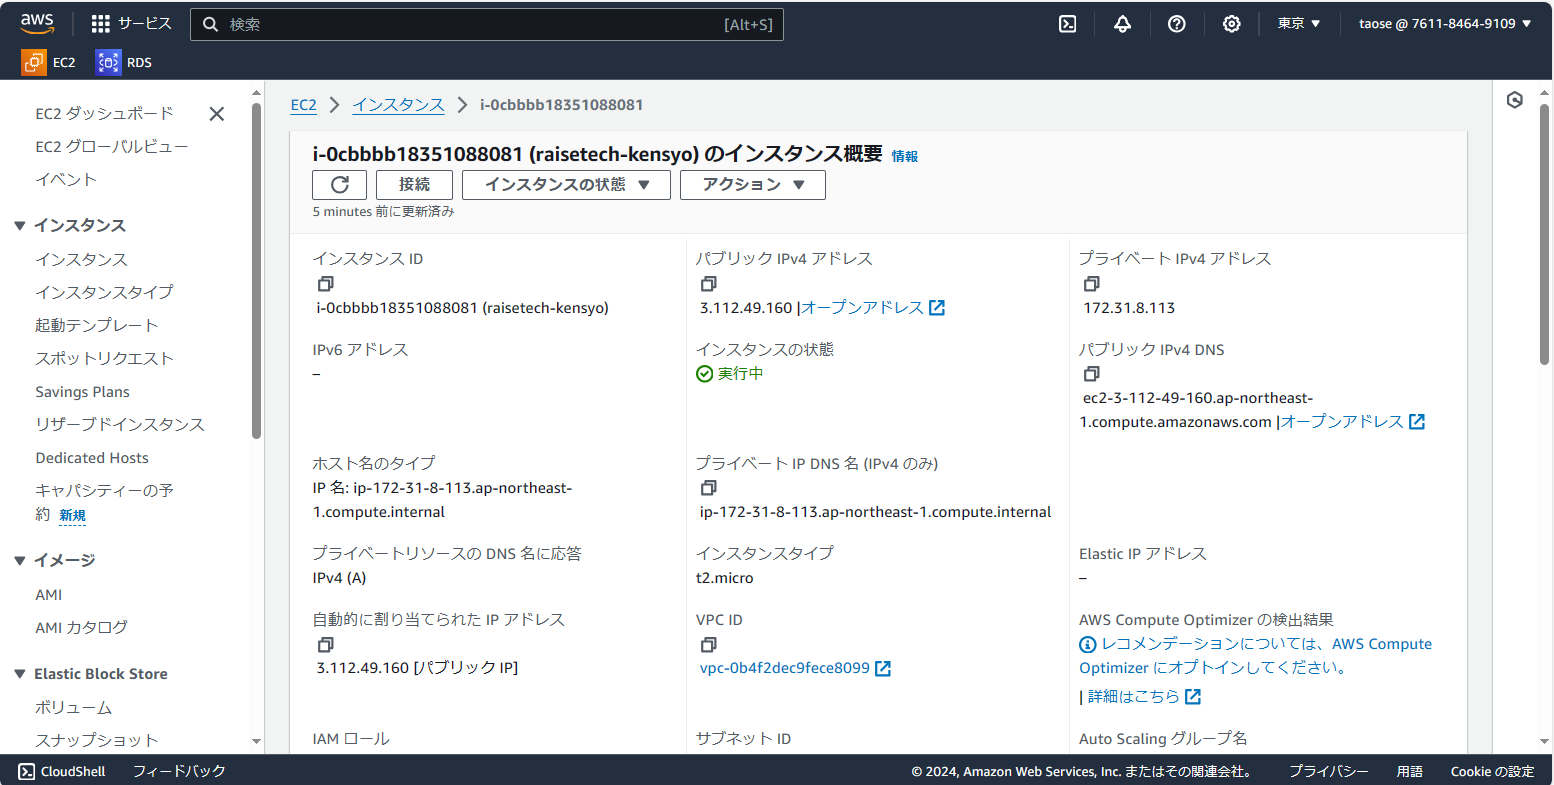 aws
サービス
検索
[Alt+S]
東京 ▼
taose @ 7611-8464-9109 ▼
EC2
RDS
EC2 ダッシュボード
EC2 グローバルビュー
イベント
▼ インスタンス
インスタンス
インスタンスタイプ
起動テンプレート
スポットリクエスト
Savings Plans
リザーブドインスタンス
Dedicated Hosts
キャパシティーの予
約 新規
▼ イメージ
AMI
AMI カタログ
▼ Elastic Block Store
ボリューム
スナップショット
EC2 > インスタンス > i-0cbbbb18351088081
i-0cbbbb18351088081 (raisetech-kensyo) のインスタンス概要 情報
接続
インスタンスの状態 ▼
アクション ▼
5 minutes 前に更新済み
インスタンス ID
i-0cbbbb18351088081 (raisetech-kensyo)
パブリック IPv4 アドレス
3.112.49.160 |オープンアドレス
プライベート IPv4 アドレス
172.31.8.113
IPv6 アドレス
–
インスタンスの状態
実行中
パブリック IPv4 DNS
ec2-3-112-49-160.ap-northeast-
1.compute.amazonaws.com |オープンアドレス
ホスト名のタイプ
IP 名: ip-172-31-8-113.ap-northeast-
1.compute.internal
プライベート IP DNS 名 (IPv4 のみ)
ip-172-31-8-113.ap-northeast-1.compute.internal
プライベートリソースの DNS 名に応答
IPv4 (A)
インスタンスタイプ
t2.micro
Elastic IP アドレス
–
自動的に割り当てられた IP アドレス
3.112.49.160 [パブリック IP]
VPC ID
vpc-0b4f2dec9fece8099
AWS Compute Optimizer の検出結果
レコメンデーションについては、AWS Compute
Optimizer にオプトインしてください。
| 詳細はこちら
IAM ロール
サブネット ID
Auto Scaling グループ名
CloudShell
フィードバック
© 2024, Amazon Web Services, Inc. またはその関連会社。
プライバシー
用語
Cookie の設定